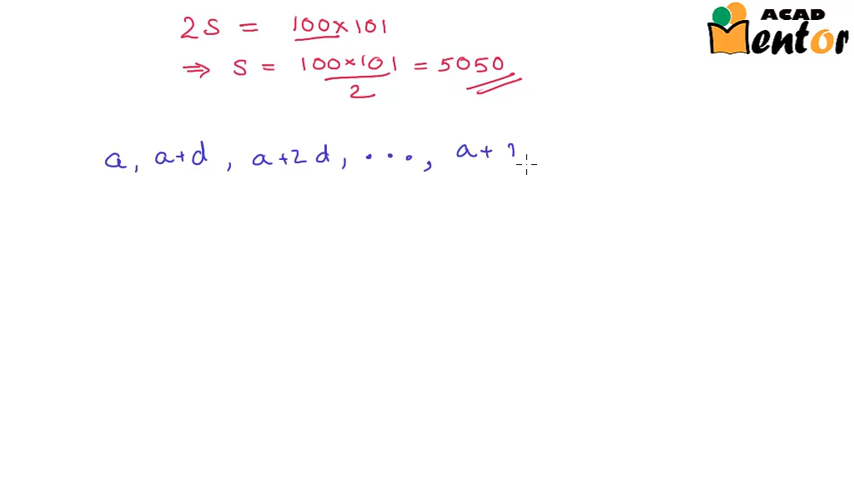 2S = 100×101
ACAD
Mentor
⇒ S = 100×101 / 2 = 5050
a, a+d, a+2d, ..., a+